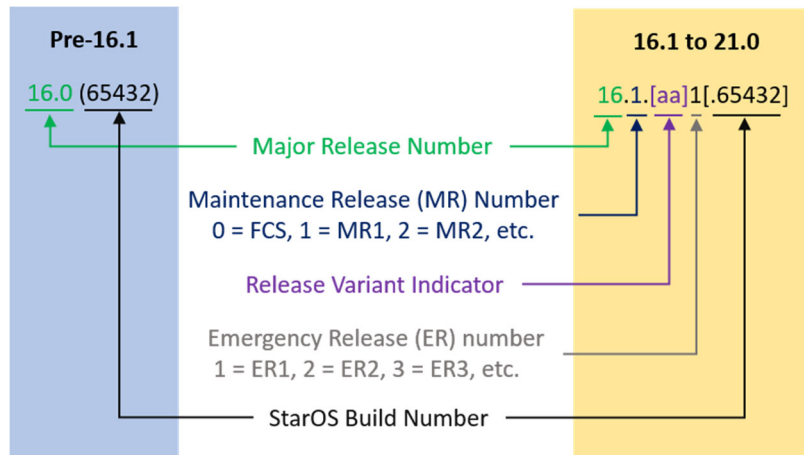 Pre-16.1
16.1 to 21.0
16.0 (65432)
16.1.[aa]1[.65432]
Major Release Number
Maintenance Release (MR) Number
0 = FCS, 1 = MR1, 2 = MR2, etc.
Release Variant Indicator
Emergency Release (ER) number
1 = ER1, 2 = ER2, 3 = ER3, etc.
StarOS Build Number